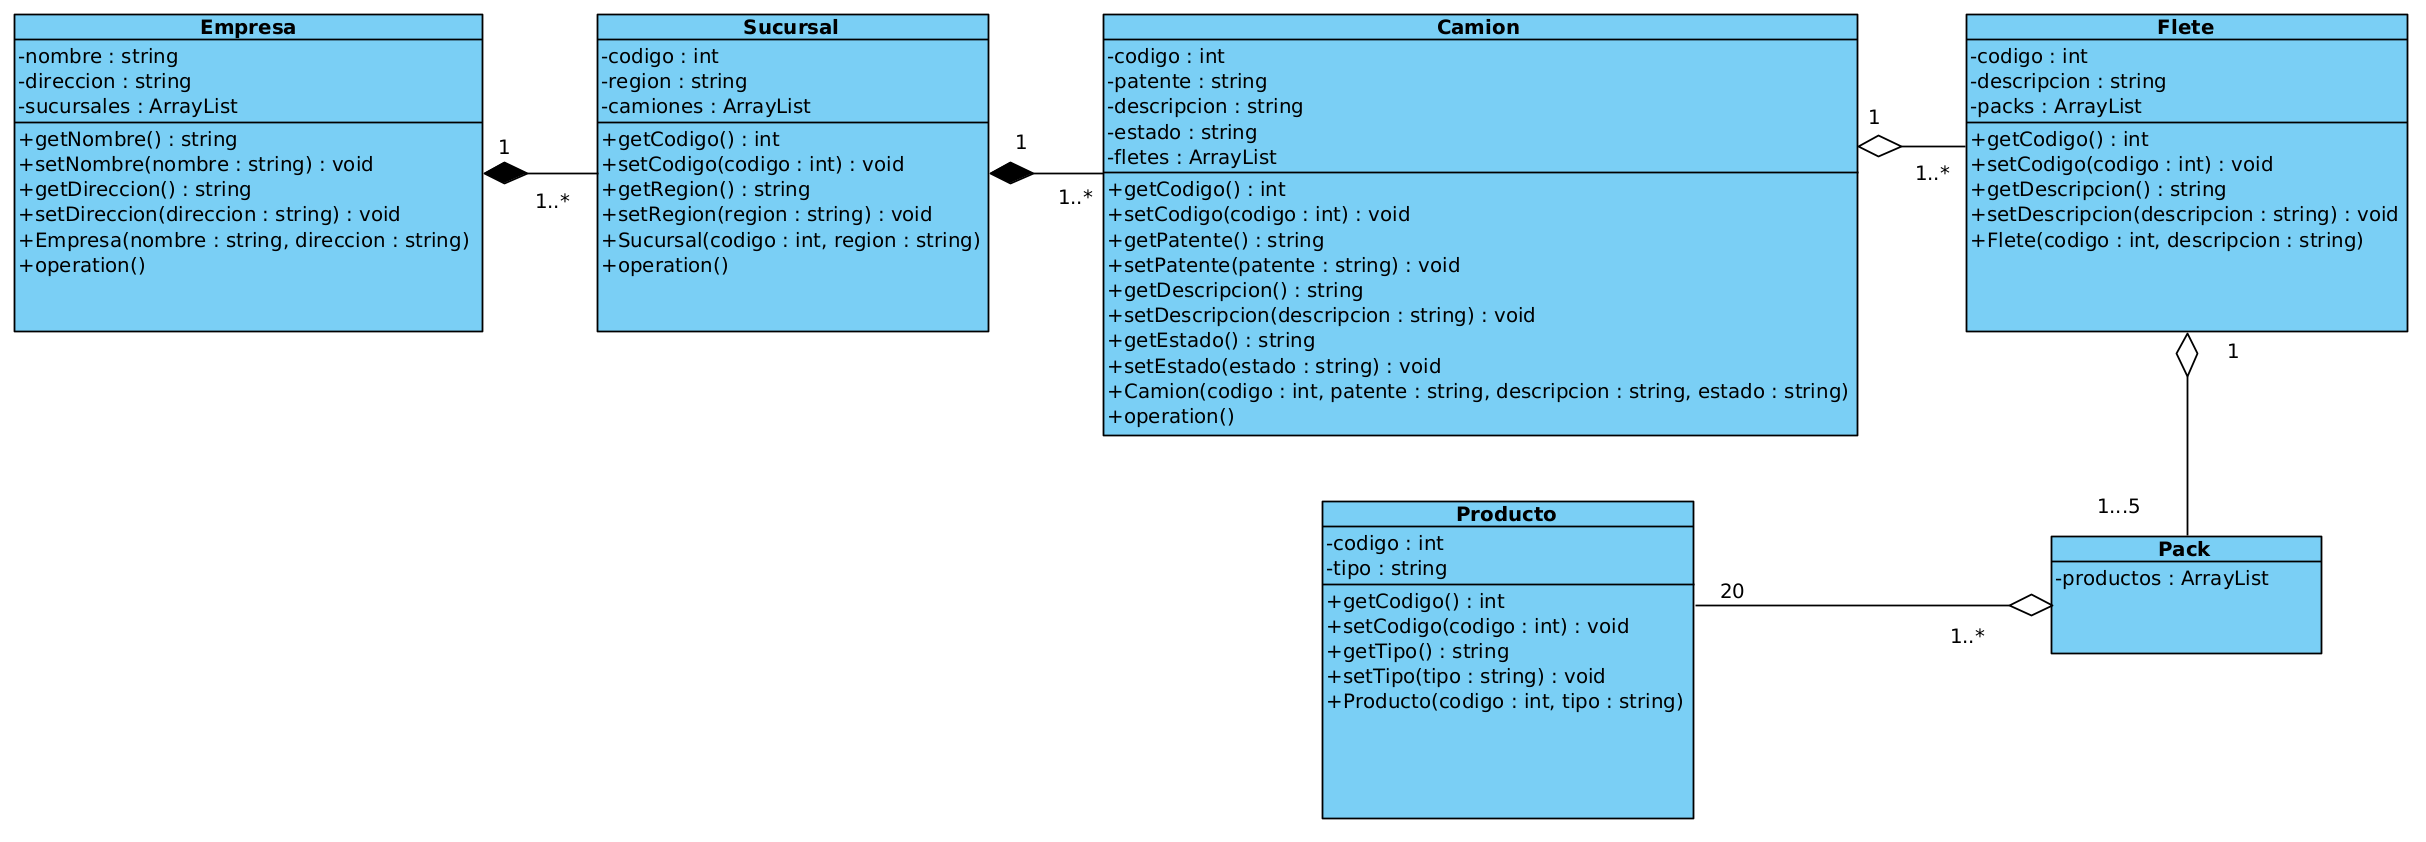 Empresa
-nombre : string
-direccion : string
-sucursales : ArrayList
+getNombre() : string
+setNombre(nombre : string) : void
+getDireccion() : string
+setDireccion(direccion : string) : void
+Empresa(nombre : string, direccion : string)
+operation()
1
1..*
Sucursal
-codigo : int
-region : string
-camiones : ArrayList
+getCodigo() : int
+setCodigo(codigo : int) : void
+getRegion() : string
+setRegion(region : string) : void
+Sucursal(codigo : int, region : string)
+operation()
1
1..*
Camion
-codigo : int
-patente : string
-descripcion : string
-estado : string
-fletes : ArrayList
+getCodigo() : int
+setCodigo(codigo : int) : void
+getPatente() : string
+setPatente(patente : string) : void
+getDescripcion() : string
+setDescripcion(descripcion : string) : void
+getEstado() : string
+setEstado(estado : string) : void
+Camion(codigo : int, patente : string, descripcion : string, estado : string)
+operation()
1
1..*
Flete
-codigo : int
-descripcion : string
-packs : ArrayList
+getCodigo() : int
+setCodigo(codigo : int) : void
+getDescripcion() : string
+setDescripcion(descripcion : string) : void
+Flete(codigo : int, descripcion : string)
1
1...5
Producto
-codigo : int
-tipo : string
+getCodigo() : int
+setCodigo(codigo : int) : void
+getTipo() : string
+setTipo(tipo : string) : void
+Producto(codigo : int, tipo : string)
20
1..*
Pack
-productos : ArrayList